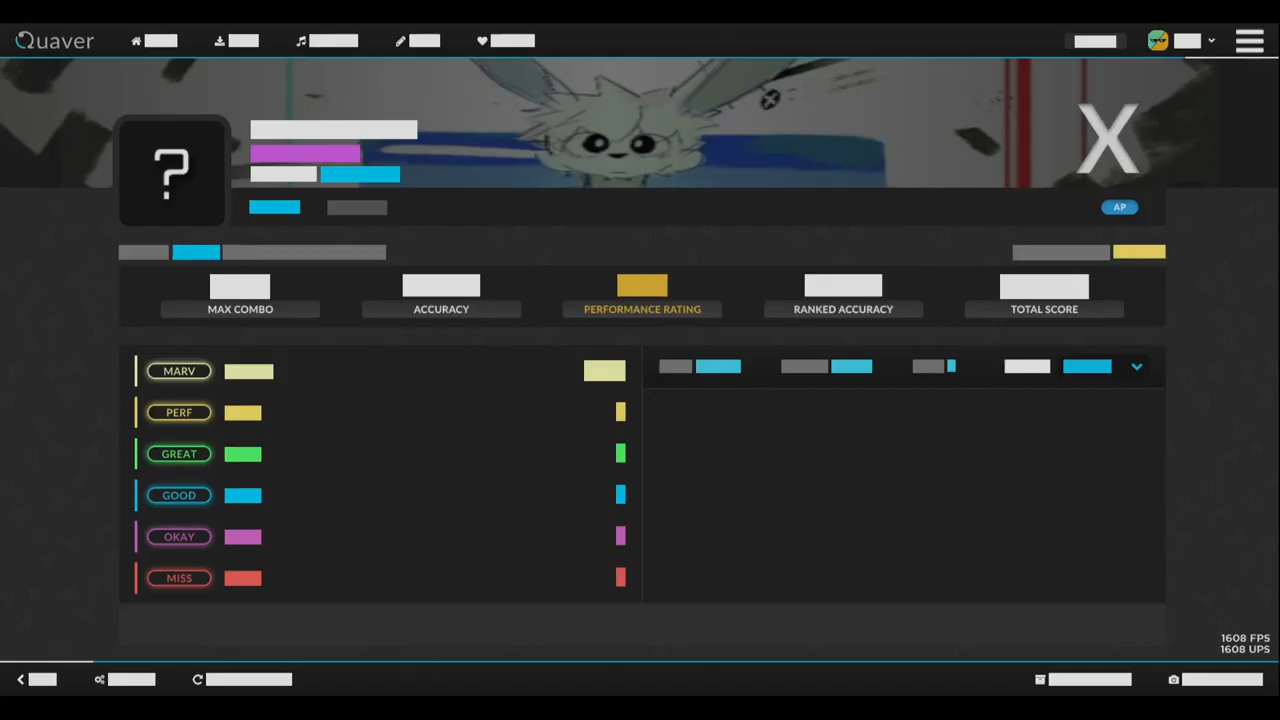 Quaver
X
?
AP
MAX COMBO
ACCURACY
PERFORMANCE RATING
RANKED ACCURACY
TOTAL SCORE
MARV
PERF
GREAT
GOOD
OKAY
MISS
1608 FPS
1608 UPS